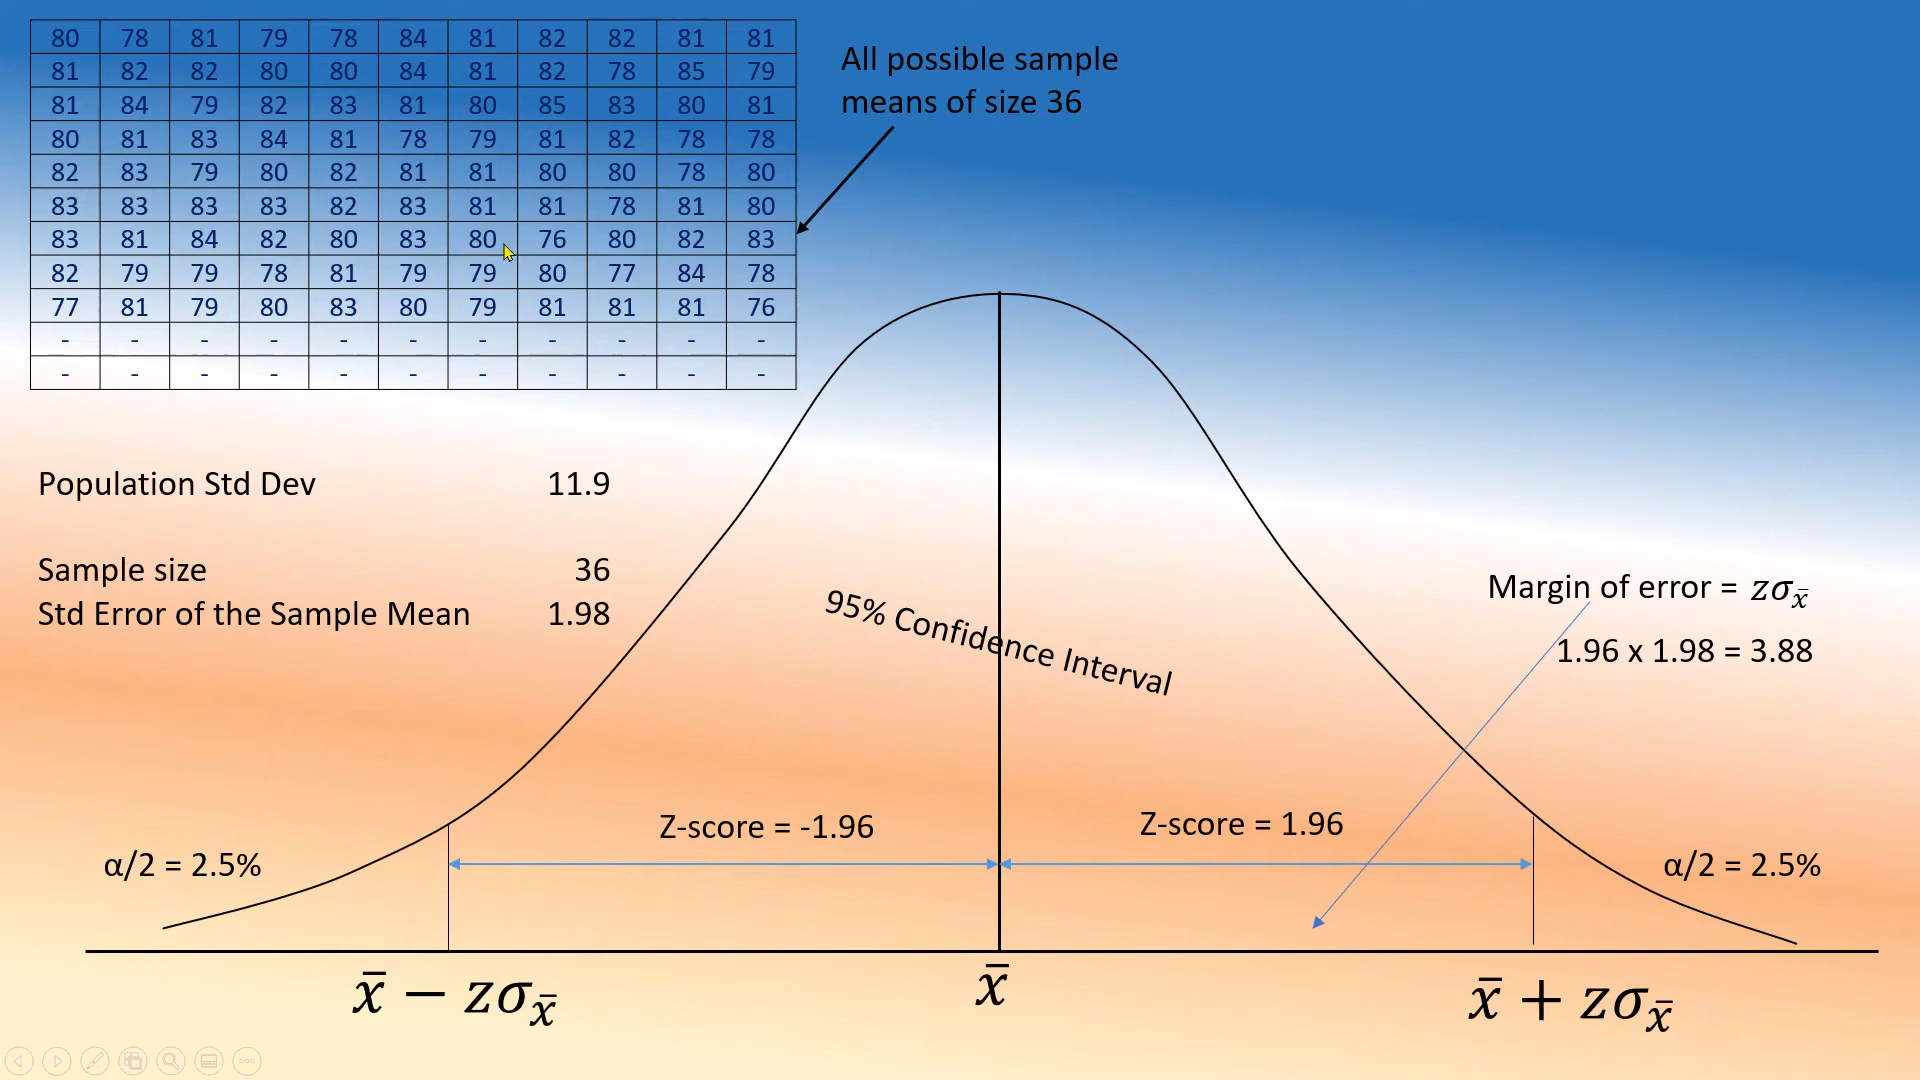 80 78 81 79 78 84 81 82 82 81 81
81 82 82 80 80 84 81 82 78 85 79
81 84 79 82 83 81 80 85 83 80 81
80 81 83 84 81 78 79 81 82 78 78
82 83 79 80 82 81 81 80 80 78 80
83 83 83 83 82 83 81 81 78 81 80
83 81 84 82 80 83 80 76 80 82 83
82 79 79 78 81 79 79 80 77 84 78
77 81 79 80 83 80 79 81 81 81 76
- - - - - - - - - - -
- - - - - - - - - - -
All possible sample
means of size 36
Population Std Dev 11.9
Sample size 36
Std Error of the Sample Mean 1.98
95% Confidence Interval
Margin of error = zσx̄
1.96 x 1.98 = 3.88
Z-score = -1.96
Z-score = 1.96
α/2 = 2.5%
α/2 = 2.5%
x̄ − zσx̄
x̄
x̄ + zσx̄